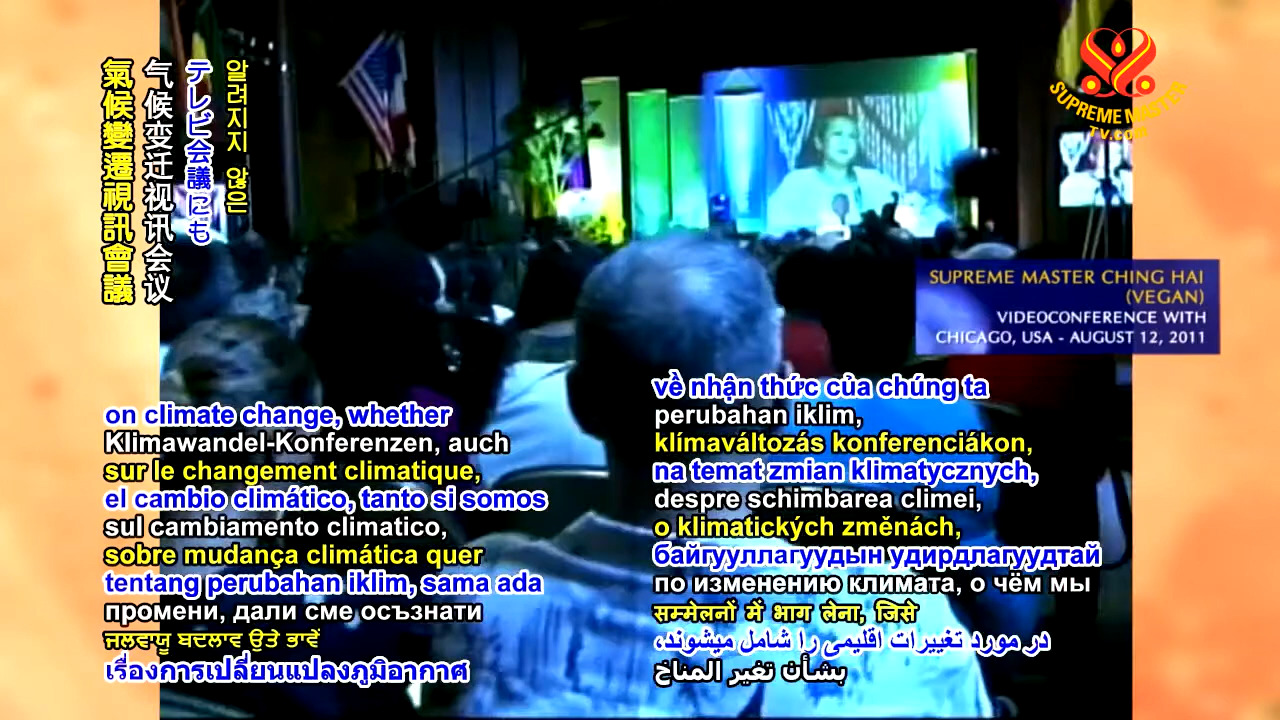 氣候變遷視訊會議
气候变迁视讯会议
テレビ会議にも
알려지지 않은
SUPREME MASTER
TV.com
SUPREME MASTER CHING HAI
(VEGAN)
VIDEOCONFERENCE WITH
CHICAGO, USA - AUGUST 12, 2011
on climate change, whether
Klimawandel-Konferenzen, auch
sur le changement climatique,
el cambio climático, tanto si somos
sul cambiamento climatico,
sobre mudança climática quer
tentang perubahan iklim, sama ada
промени, дали сме осъзнати
ਜਲਵਾਯੂ ਬਦਲਾਵ ਉਤੇ ਭਾਵੇਂ
เรื่องการเปลี่ยนแปลงภูมิอากาศ
về nhận thức của chúng ta
perubahan iklim,
klímaváltozás konferenciákon,
na temat zmian klimatycznych,
despre schimbarea climei,
o klimatických změnách,
байгууллагуудын удирдлагуудтай
по изменению климата, о чём мы
सम्मेलनों में भाग लेना, जिसे
در مورد تغییرات اقلیمی را شامل میشوند،
بشأن تغير المناخ